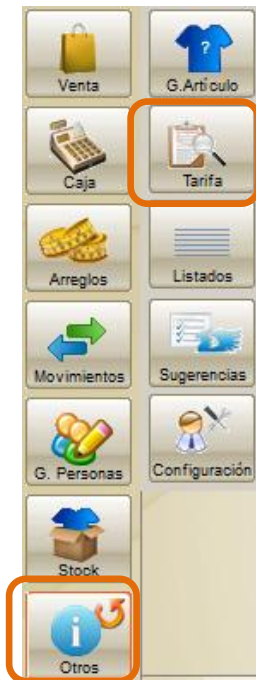 Venta
G.Artículo
?
Caja
Tarifa
Arreglos
Listados
Movimientos
Sugerencias
G. Personas
Configuración
Stock
i
Otros